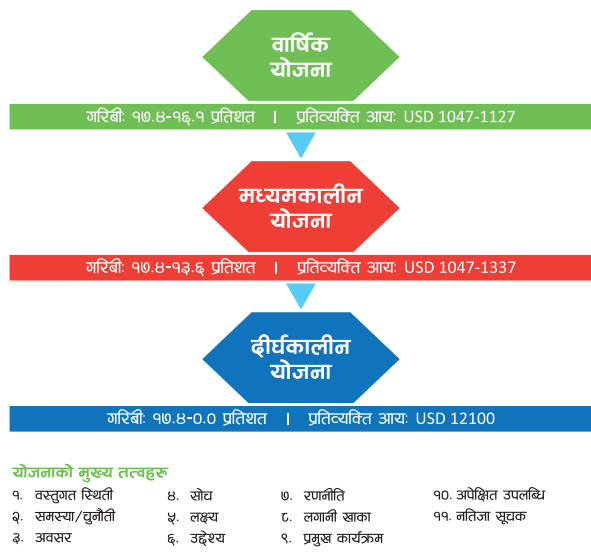 वार्षिक
योजना
गरिबीः १७.४-१६.१ प्रतिशत | प्रतिव्यक्ति आयः USD 1047-1127
मध्यमकालीन
योजना
गरिबीः १७.४-१३.६ प्रतिशत | प्रतिव्यक्ति आयः USD 1047-1337
दीर्घकालीन
योजना
गरिबीः १७.४-0.0 प्रतिशत | प्रतिव्यक्ति आयः USD 12100
योजनाको मुख्य तत्वहरू
१. वस्तुगत स्थिती
२. समस्या/चुनौती
३. अवसर
४. सोच
५. लक्ष्य
६. उद्देश्य
७. रणनीति
८. लगानी खाका
९. प्रमुख कार्यक्रम
१०. अपेक्षित उपलब्धि
११. नतिजा सूचक